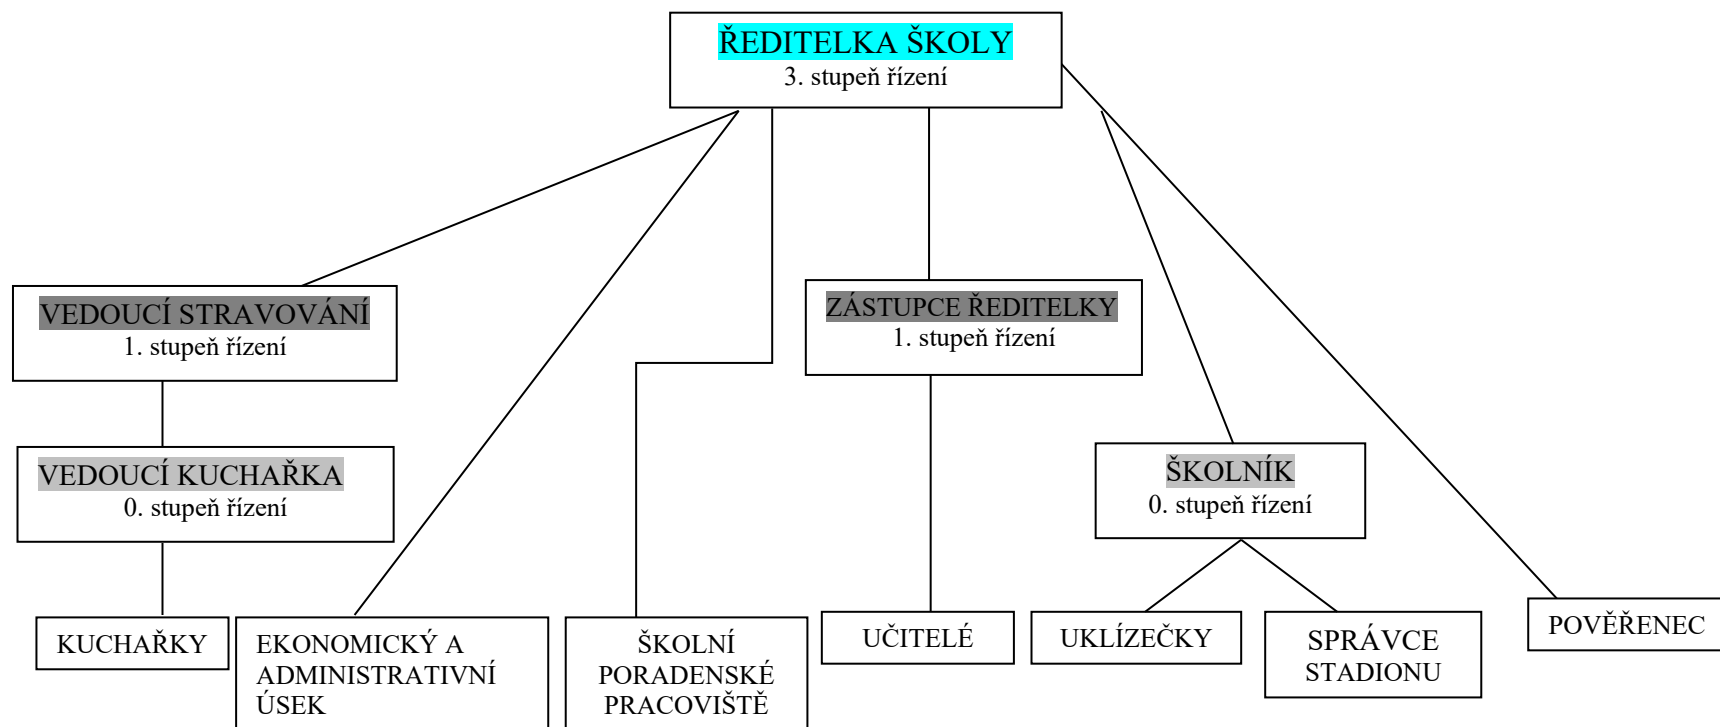 ŘEDITELKA ŠKOLY
3. stupeň řízení
VEDOUCÍ STRAVOVÁNÍ
1. stupeň řízení
ZÁSTUPCE ŘEDITELKY
1. stupeň řízení
VEDOUCÍ KUCHAŘKA
0. stupeň řízení
ŠKOLNÍK
0. stupeň řízení
KUCHAŘKY
EKONOMICKÝ A
ADMINISTRATIVNÍ
ÚSEK
ŠKOLNÍ
PORADENSKÉ
PRACOVIŠTĚ
UČITELÉ
UKLÍZEČKY
SPRÁVCE
STADIONU
POVĚŘENEC